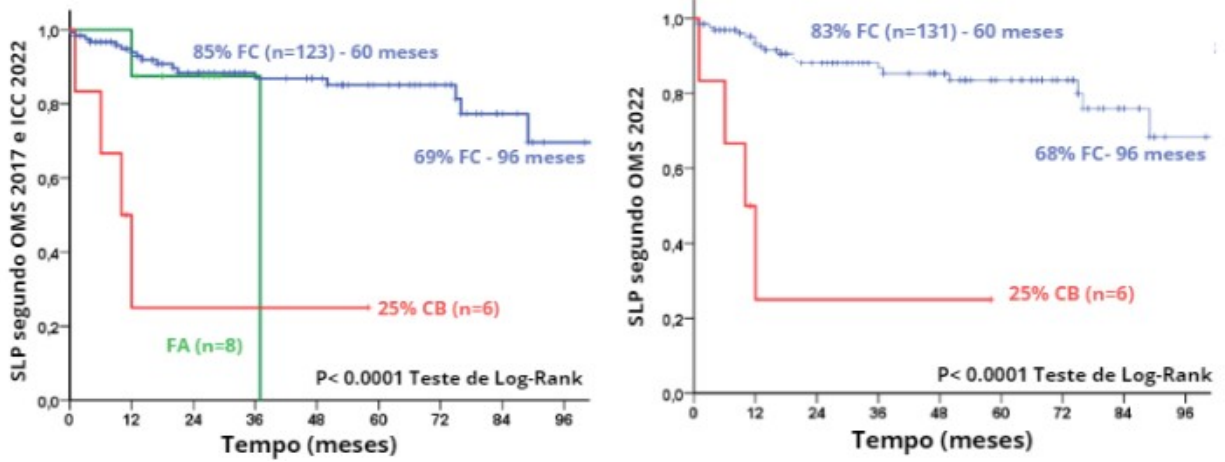 SLP segundo OMS 2017 e ICC 2022
1,0
0,8
0,6
0,4
0,2
0,0
85% FC (n=123) - 60 meses
69% FC - 96 meses
25% CB (n=6)
FA (n=8)
P< 0.0001 Teste de Log-Rank
0 12 24 36 48 60 72 84 96
Tempo (meses)
SLP segundo OMS 2022
1,0
0,8
0,6
0,4
0,2
0,0
83% FC (n=131) - 60 meses
68% FC- 96 meses
25% CB (n=6)
P< 0.0001 Teste de Log-Rank
0 12 24 36 48 60 72 84 96
Tempo (meses)